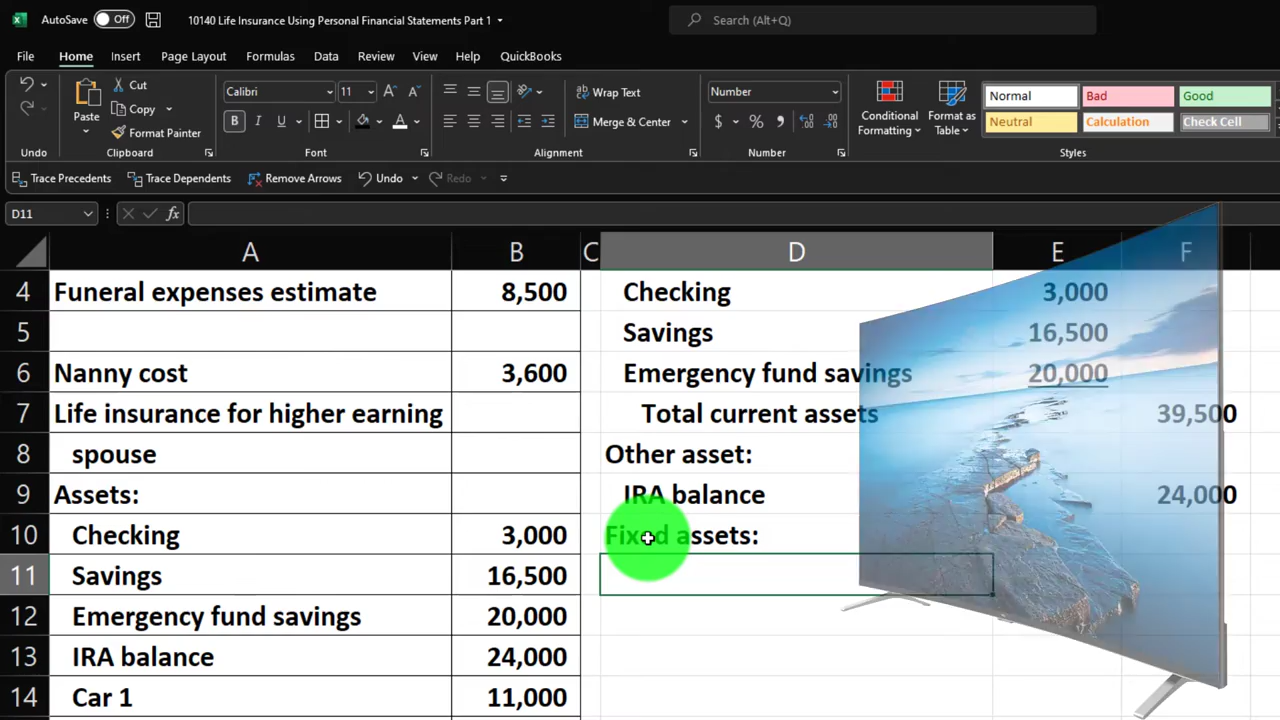 AutoSave Off 10140 Life Insurance Using Personal Financial Statements Part 1 Search (Alt+Q)
File Home Insert Page Layout Formulas Data Review View Help QuickBooks
Cut
Copy
Format Painter
Paste
Calibri 11
B I U
Wrap Text
Merge & Center
Number
$ %
Conditional Formatting
Format as Table
Normal Bad Good
Neutral Calculation Check Cell
Undo Clipboard Font Alignment Number Styles
Trace Precedents Trace Dependents Remove Arrows Undo Redo
D11 fx
A B C D E F
4 Funeral expenses estimate 8,500 Checking 3,000
5 Savings 16,500
6 Nanny cost 3,600 Emergency fund savings 20,000
7 Life insurance for higher earning Total current assets 39,500
8 spouse Other asset:
9 Assets: IRA balance 24,000
10 Checking 3,000 Fixed assets:
11 Savings 16,500
12 Emergency fund savings 20,000
13 IRA balance 24,000
14 Car 1 11,000